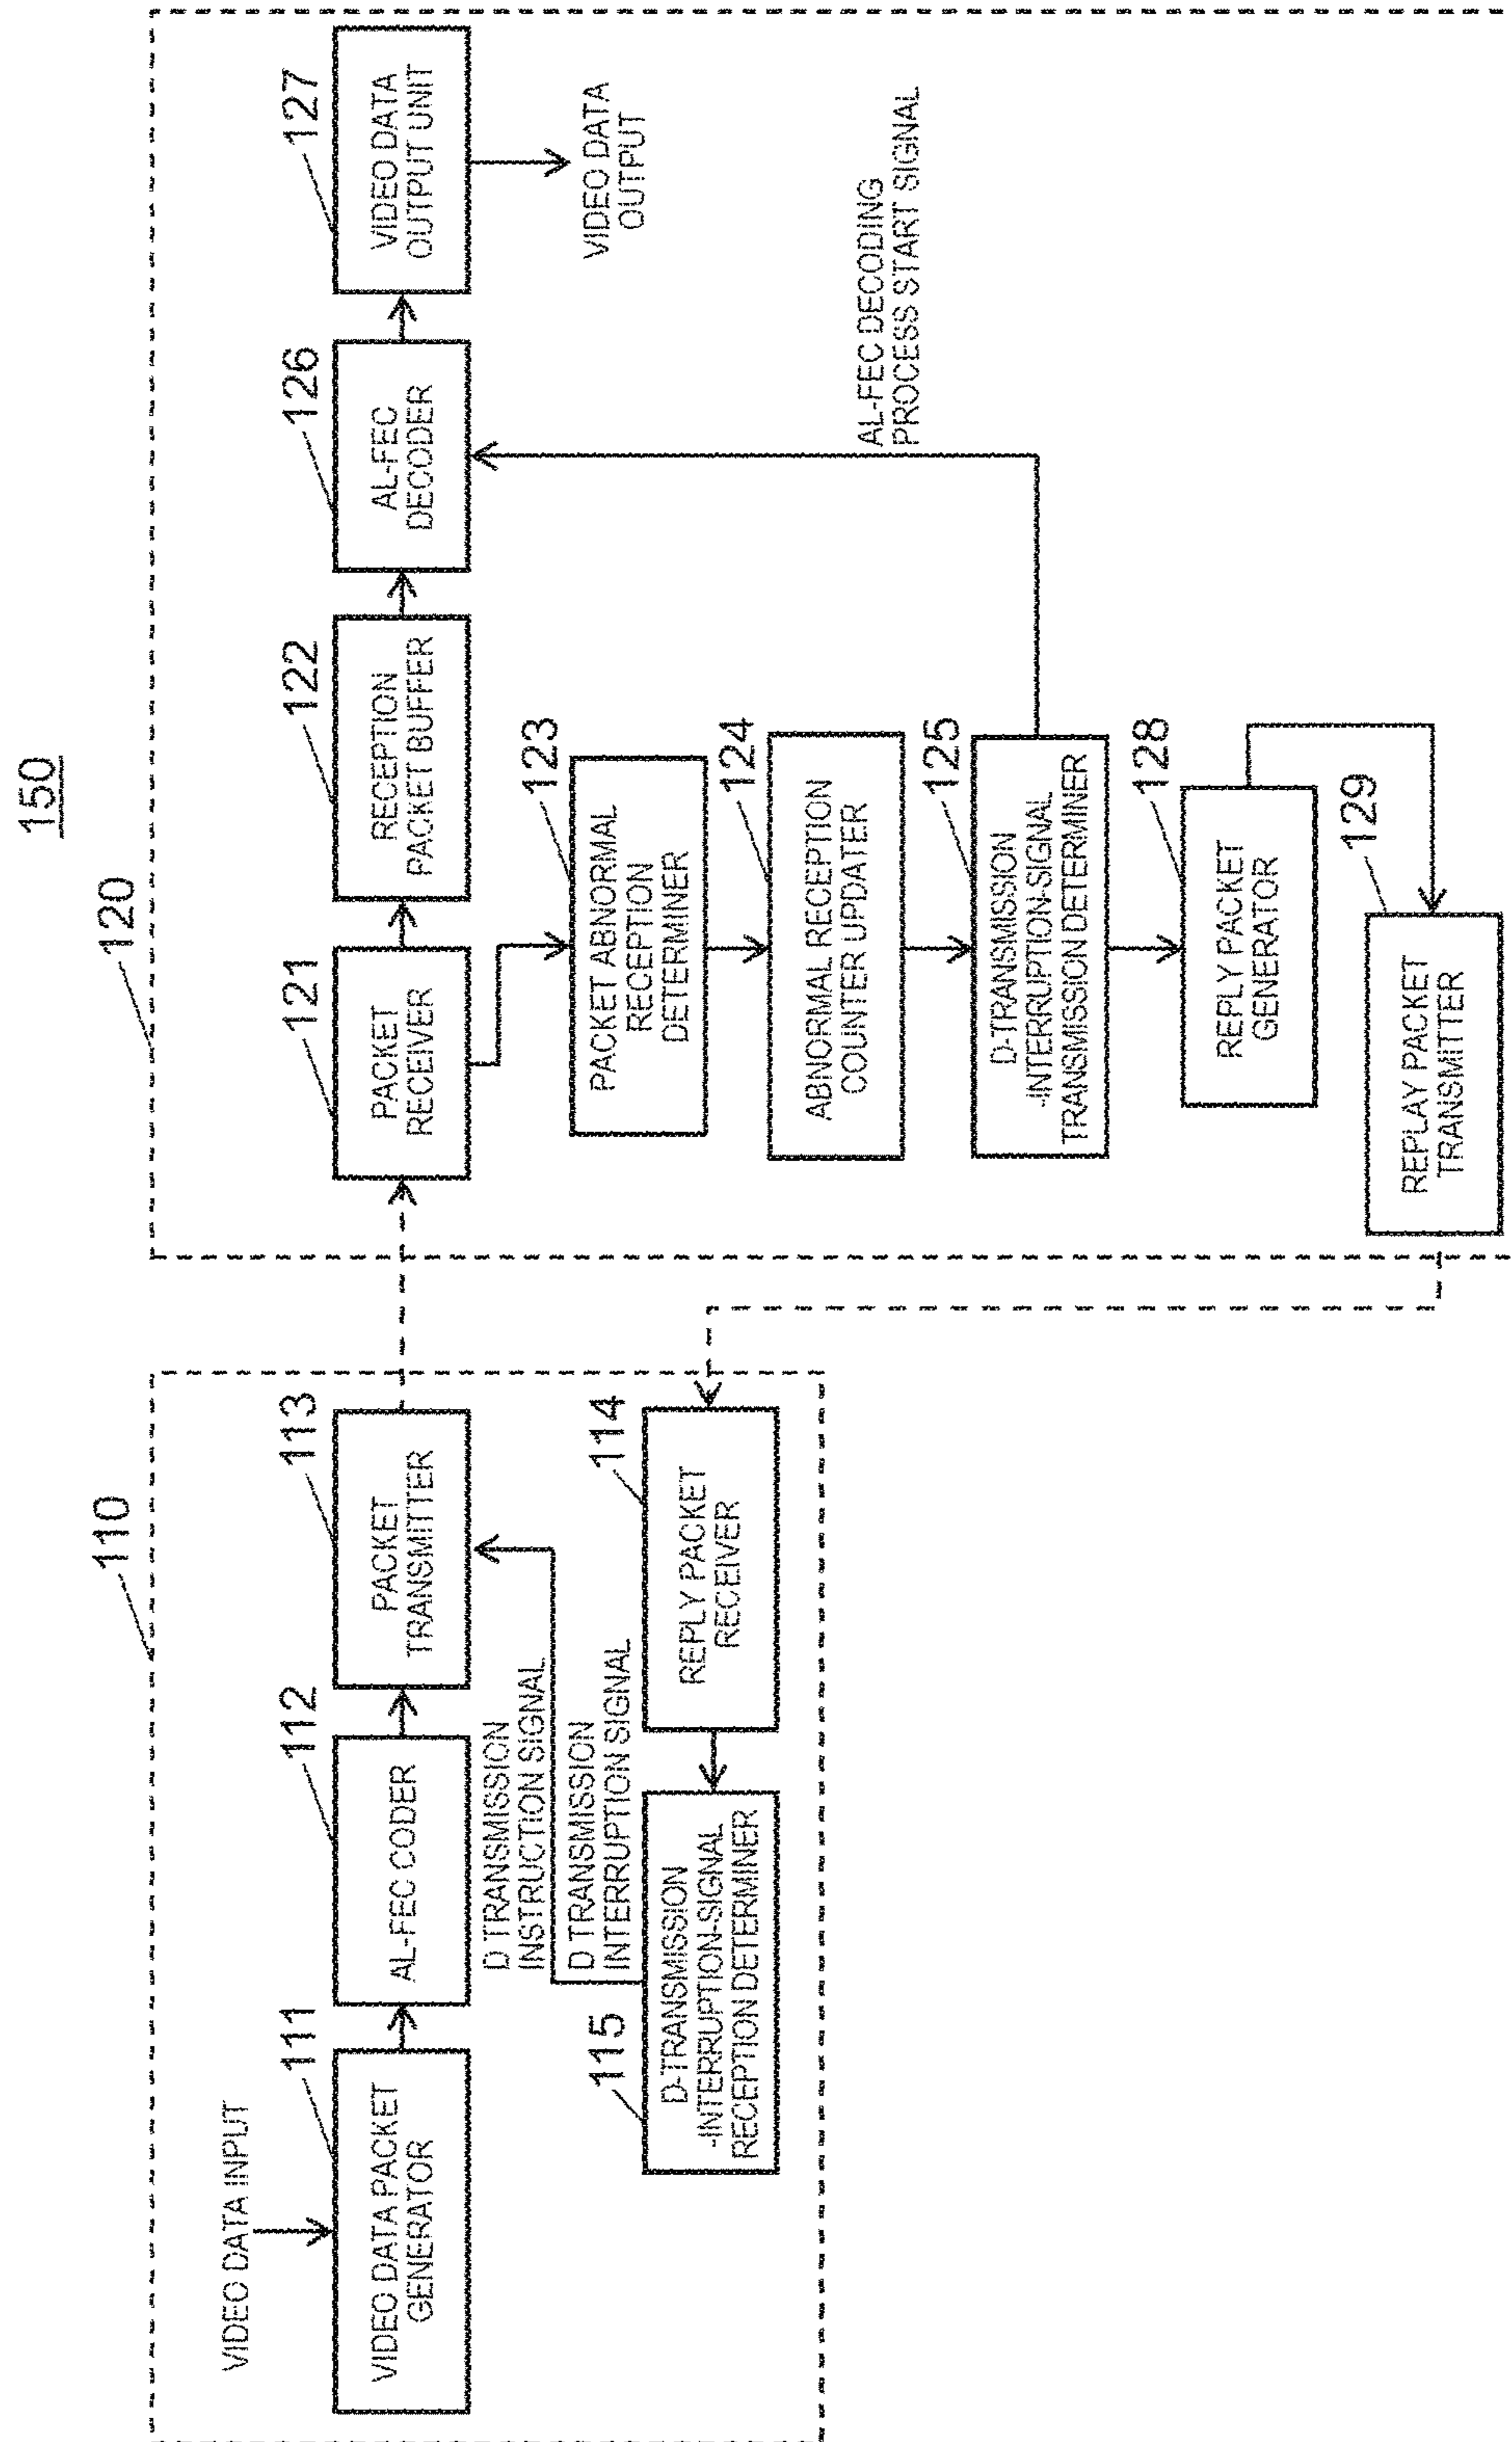 150
110
VIDEO DATA INPUT
111
VIDEO DATA PACKET
GENERATOR
112
AL-FEC CODER
113
PACKET
TRANSMITTER
D TRANSMISSION
INSTRUCTION SIGNAL
D TRANSMISSION
INTERRUPTION SIGNAL
115
D-TRANSMISSION
-INTERRUPTION-SIGNAL
RECEPTION DETERMINER
114
REPLY PACKET
RECEIVER
120
121
PACKET
RECEIVER
122
RECEPTION
PACKET BUFFER
126
AL-FEC
DECODER
127
VIDEO DATA
OUTPUT UNIT
VIDEO DATA
OUTPUT
123
PACKET ABNORMAL
RECEPTION
DETERMINER
124
ABNORMAL RECEPTION
COUNTER UPDATER
125
D-TRANSMISSION
-INTERRUPTION-SIGNAL
TRANSMISSION DETERMINER
AL-FEC DECODING
PROCESS START SIGNAL
128
REPLY PACKET
GENERATOR
129
REPLAY PACKET
TRANSMITTER